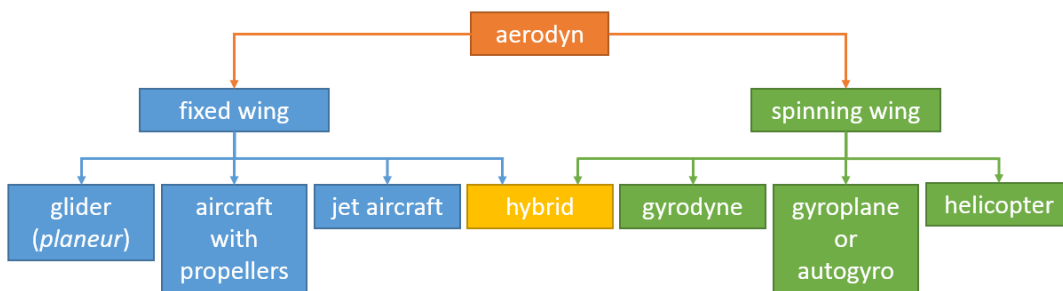 aerodyn
fixed wing
spinning wing
glider
(planeur)
aircraft
with
propellers
jet aircraft
hybrid
gyrodyne
gyroplane
or
autogyro
helicopter